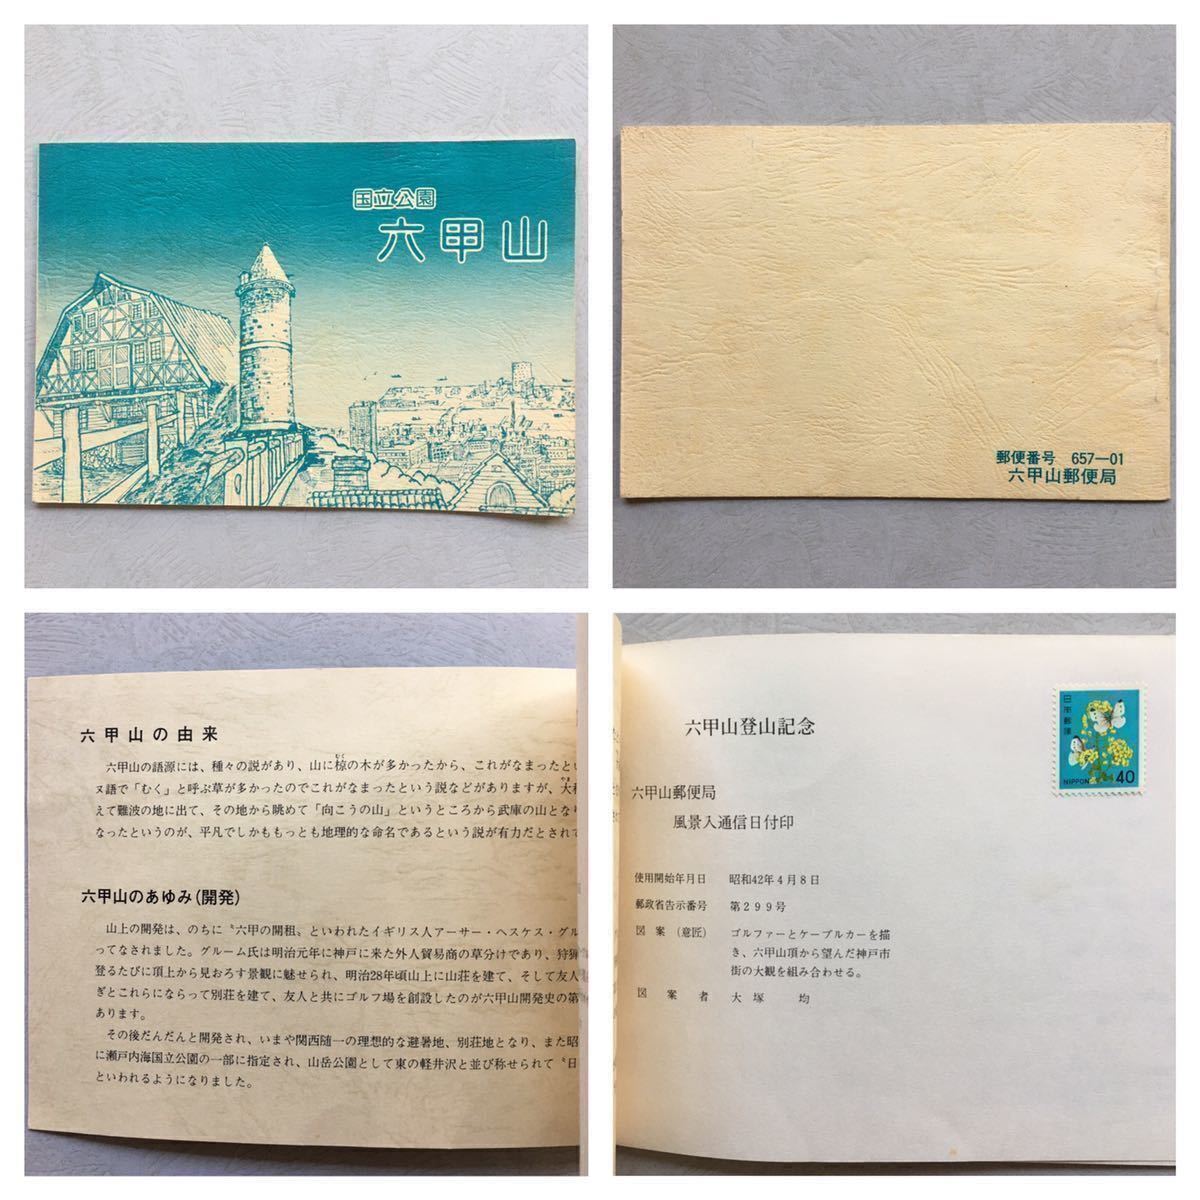 国立公園
六甲山
郵便番号 657—01
六甲山郵便局
六甲山の由来
六甲山の語源には、種々の説があり、山に椋の木が多かったから、これがなまったとい
むく
ヌ語で「むく」と呼ぶ草が多かったのでこれがなまったという説などがありますが、大
えて難波の地に出て、その地から眺めて「向こうの山」というところから武庫の山となり
なったというのが、平凡でしかももっとも地理的な命名であるという説が有力だとされて
六甲山のあゆみ(開発)
山上の開発は、のちに〝六甲の開祖〟といわれたイギリス人アーサー・ヘスケス・グル
ってなされました。グルーム氏は明治元年に神戸に来た外人貿易商の草分けであり、狩猟
登るたびに頂上から見おろす景観に魅せられ、明治28年頃山上に山荘を建て、そして友人
ぎとこれらにならって別荘を建て、友人と共にゴルフ場を創設したのが六甲山開発史の第
あります。
その後だんだんと開発され、いまや関西随一の理想的な避暑地、別荘地となり、また昭
に瀬戸内海国立公園の一部に指定され、山岳公園として東の軽井沢と並び称せられて〝日
といわれるようになりました。
六甲山登山記念
日本郵便
NIPPON 40
六甲山郵便局
風景入通信日付印
使用開始年月日 昭和42年4月8日
郵政省告示番号 第299号
図案(意匠) ゴルファーとケーブルカーを描
き、六甲山頂から望んだ神戸市
街の大観を組み合わせる。
図案者 大塚 均